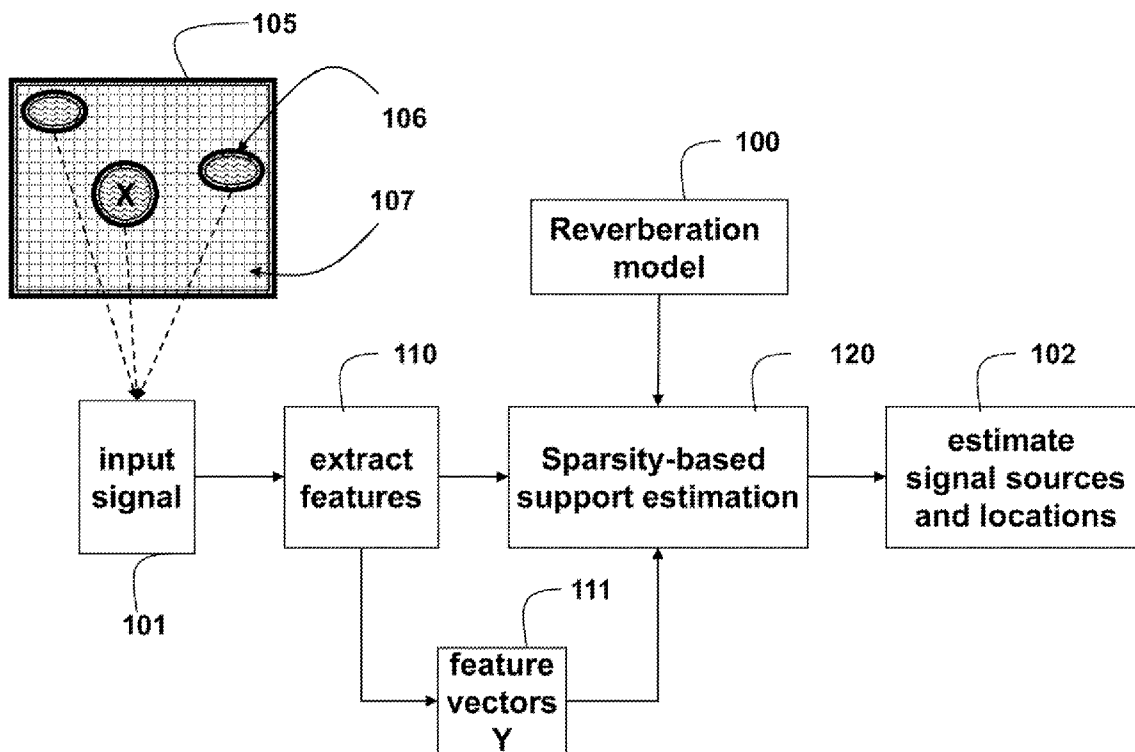 105
106
107
X
100
Reverberation
model
110
120
102
input
signal
extract
features
Sparsity-based
support estimation
estimate
signal sources
and locations
101
111
feature
vectors
Y